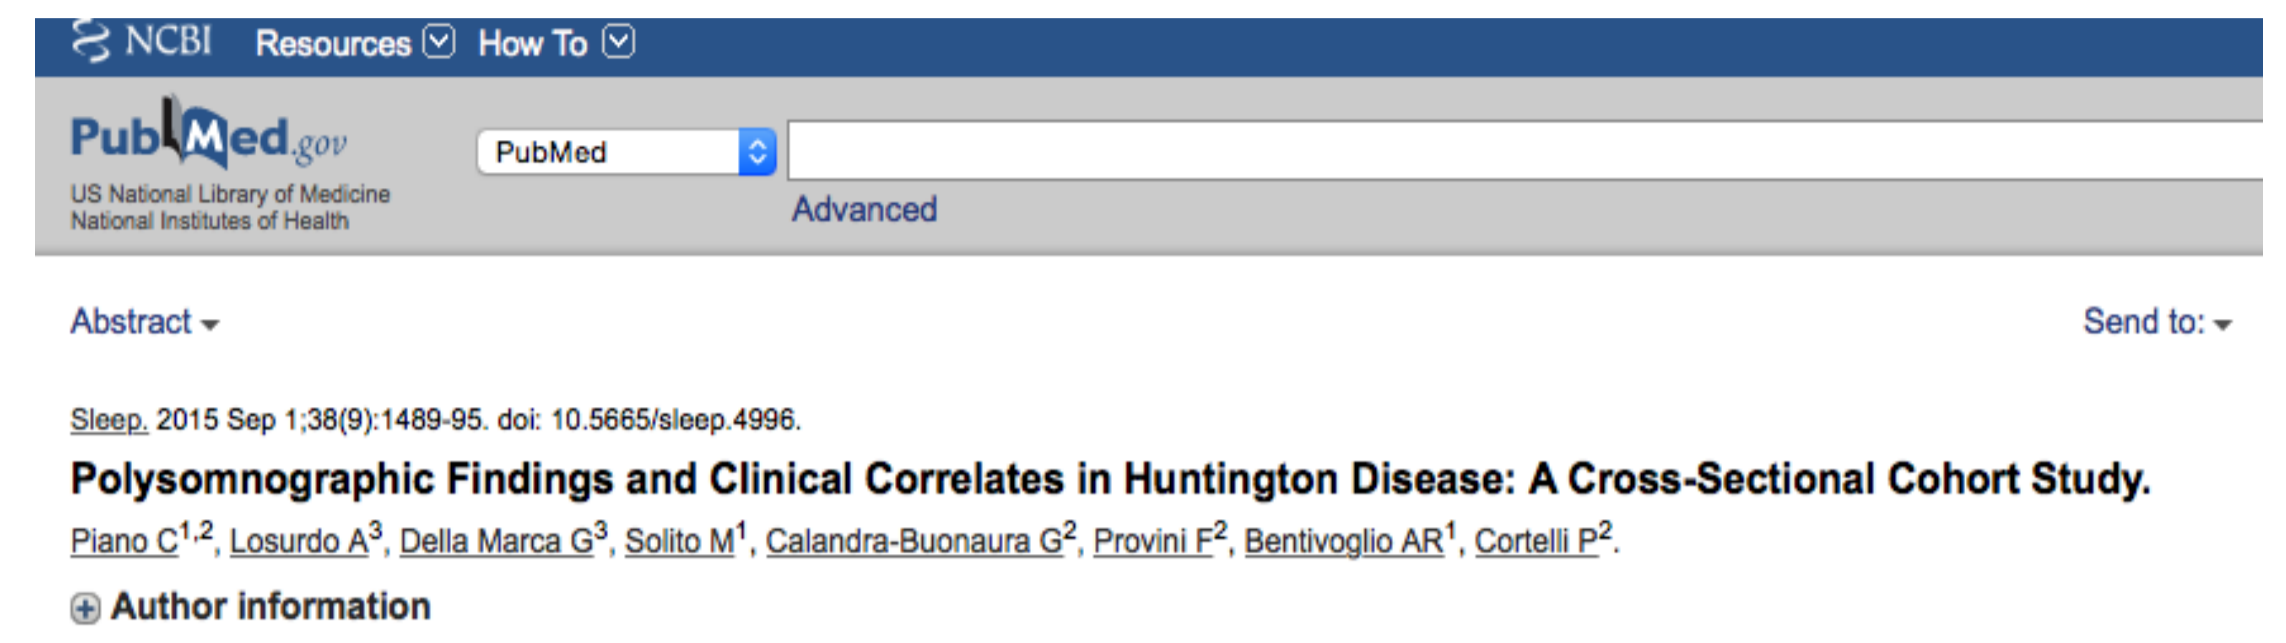 NCBI Resources How To
PubMed.gov
US National Library of Medicine
National Institutes of Health
PubMed
Advanced
Abstract
Send to:
Sleep. 2015 Sep 1;38(9):1489-95. doi: 10.5665/sleep.4996.
Polysomnographic Findings and Clinical Correlates in Huntington Disease: A Cross-Sectional Cohort Study.
Piano C1,2, Losurdo A3, Della Marca G3, Solito M1, Calandra-Buonaura G2, Provini F2, Bentivoglio AR1, Cortelli P2.
Author information